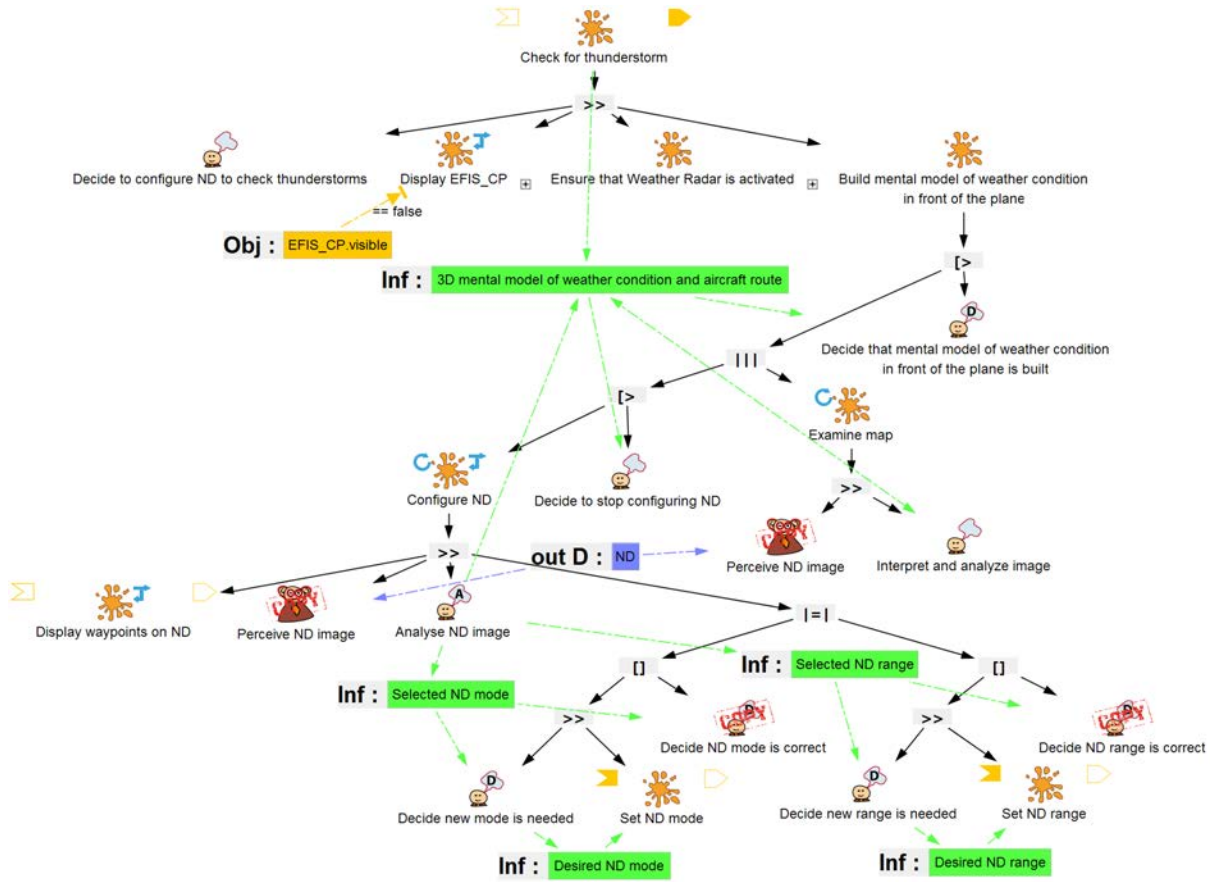 Check for thunderstorm
>>
Decide to configure ND to check thunderstorms
Display EFIS_CP
Ensure that Weather Radar is activated
Build mental model of weather condition
in front of the plane
== false
Obj : EFIS_CP.visible
Inf : 3D mental model of weather condition and aircraft route
[>
D
Decide that mental model of weather condition
in front of the plane is built
|||
[>
Examine map
Configure ND
Decide to stop configuring ND
>>
>>
out D : ND
COPY
Perceive ND image
Interpret and analyze image
Display waypoints on ND
COPY
Perceive ND image
A
Analyse ND image
|=|
[]
Inf : Selected ND range
[]
Inf : Selected ND mode
>>
COPY
D
Decide ND mode is correct
>>
COPY
D
Decide ND range is correct
D
Decide new mode is needed
Set ND mode
D
Decide new range is needed
Set ND range
Inf : Desired ND mode
Inf : Desired ND range